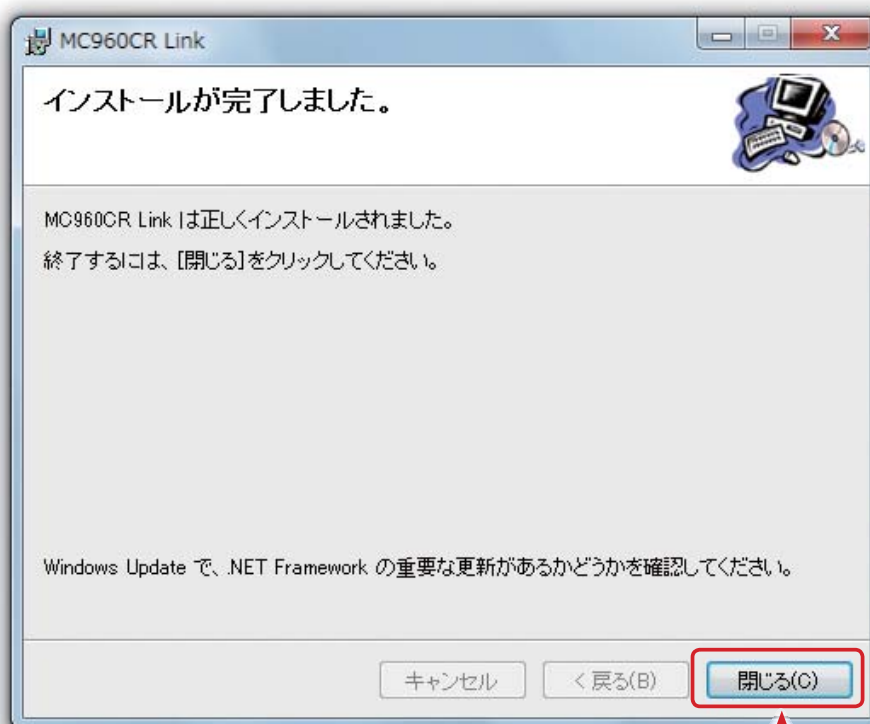 MC960CR Link
インストールが完了しました。
MC960CR Link は正しくインストールされました。
終了するには、[閉じる]をクリックしてください。
Windows Update で、.NET Framework の重要な更新があるかどうかを確認してください。
キャンセル
< 戻る(B)
閉じる(C)